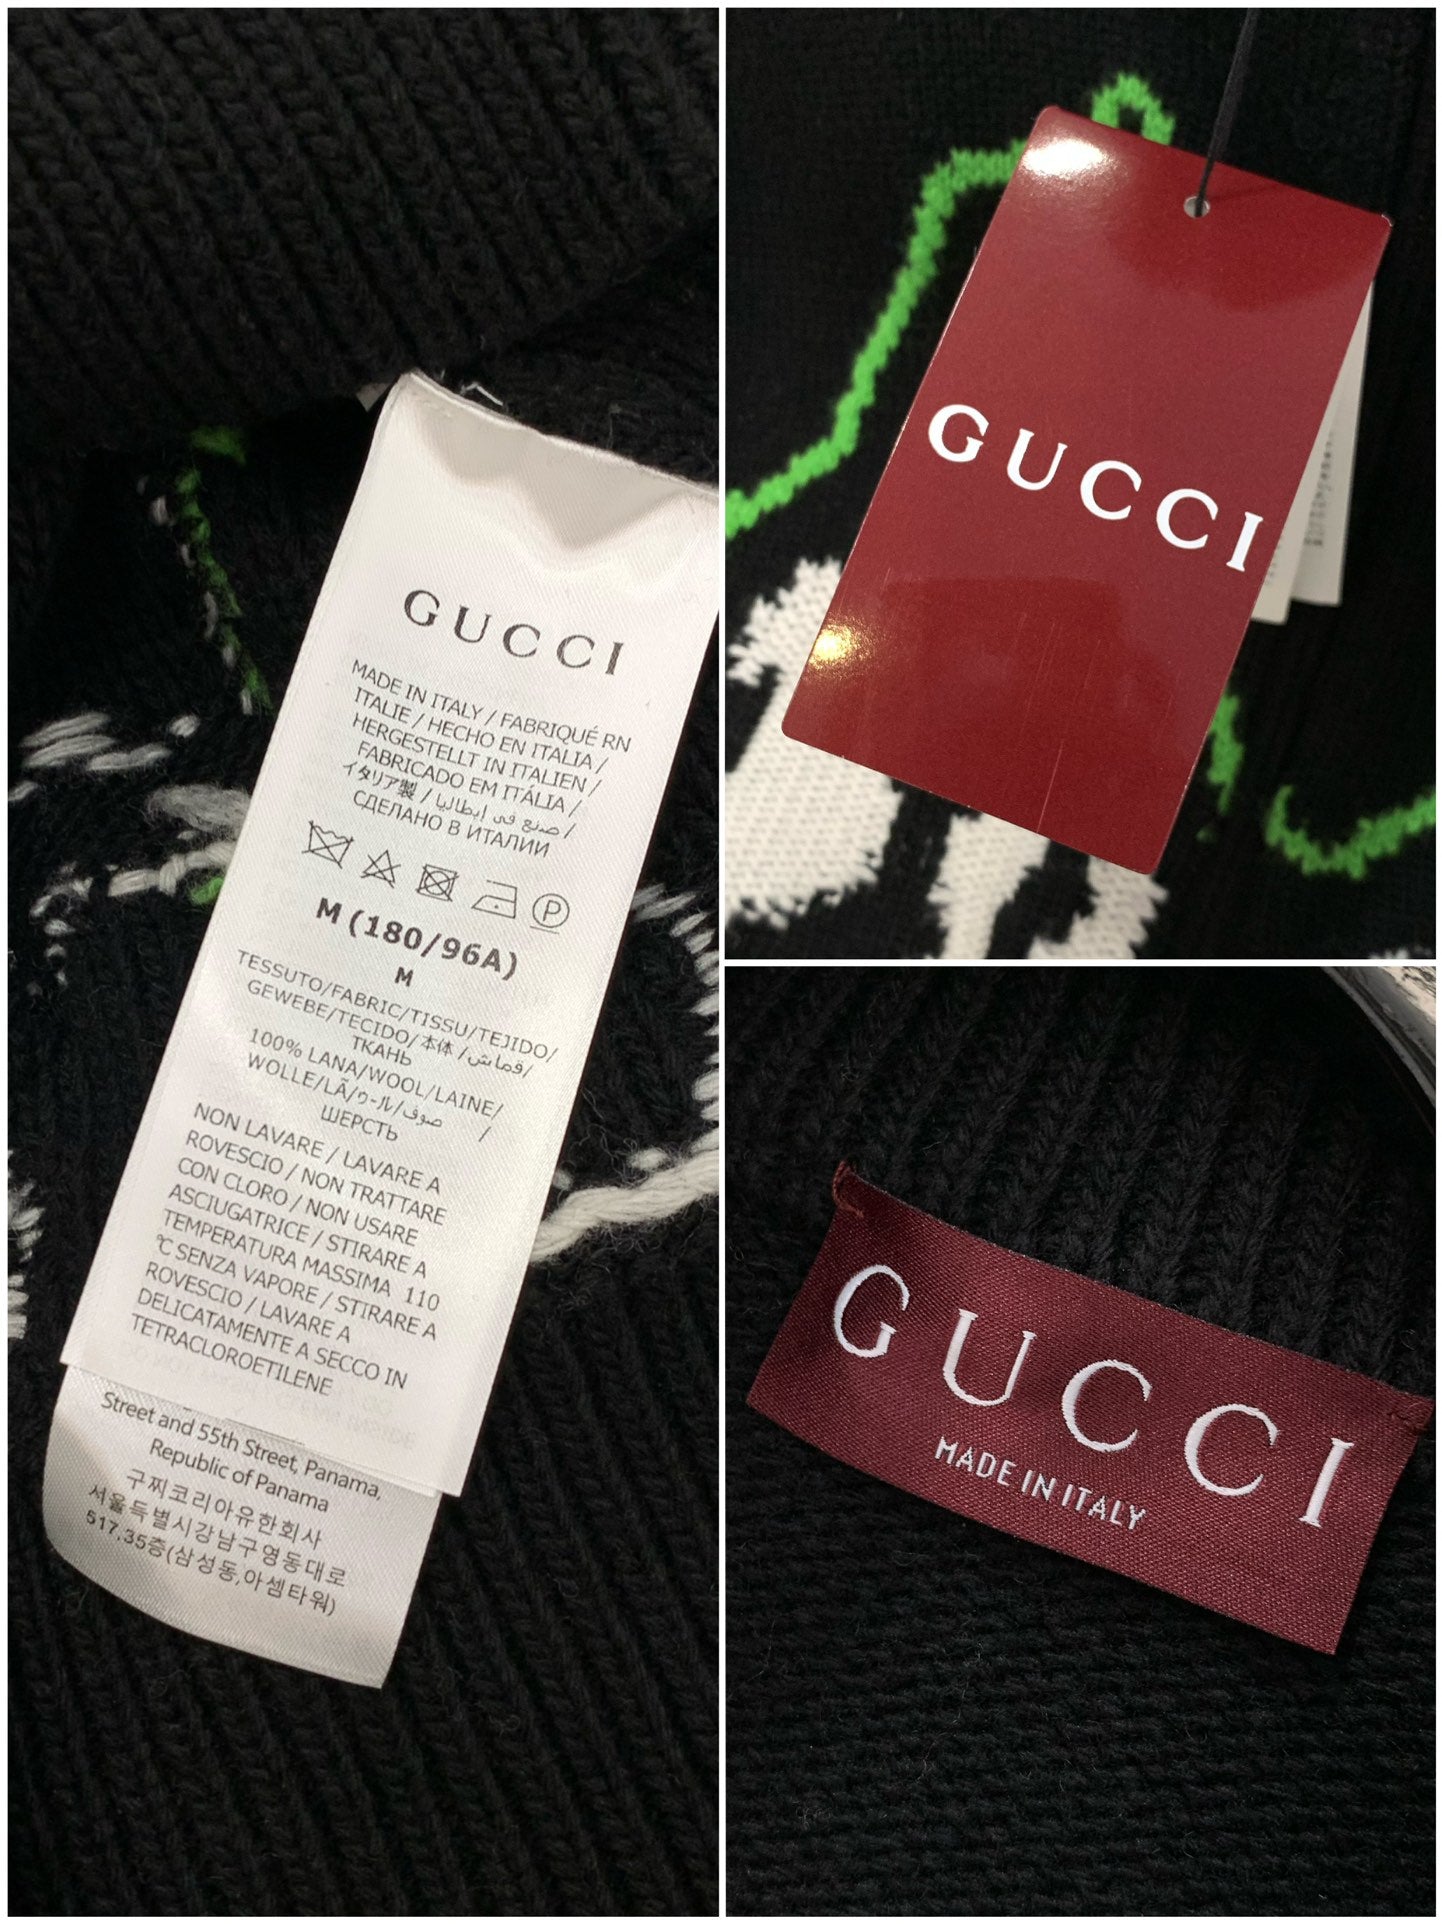 GUCCI
MADE IN ITALY / FABRIQUÉ RN
ITALIE / HECHO EN ITALIA /
HERGESTELLT IN ITALIEN /
FABRICADO EM ITÁLIA /
イタリア製 / صنع في إيطاليا /
СДЕЛАНО В ИТАЛИИ
P
M (180/96A)
M
TESSUTO/FABRIC/TISSU/TEJIDO/
GEWEBE/TECIDO/本体 /قماش/
ТКАНЬ
100% LANA/WOOL/LAINE/
WOLLE/LÃ/ウール/صوف /
ШЕРСТЬ
NON LAVARE / LAVARE A
ROVESCIO / NON TRATTARE
CON CLORO / NON USARE
ASCIUGATRICE / STIRARE A
TEMPERATURA MASSIMA 110
℃ SENZA VAPORE / STIRARE A
ROVESCIO / LAVARE A
DELICATAMENTE A SECCO IN
TETRACLOROETILENE
Street and 55th Street, Panama,
Republic of Panama
구찌코리아유한회사
서울특별시강남구영동대로
517.35층(삼성동,아셈타워)
GUCCI
GUCCI
MADE IN ITALY